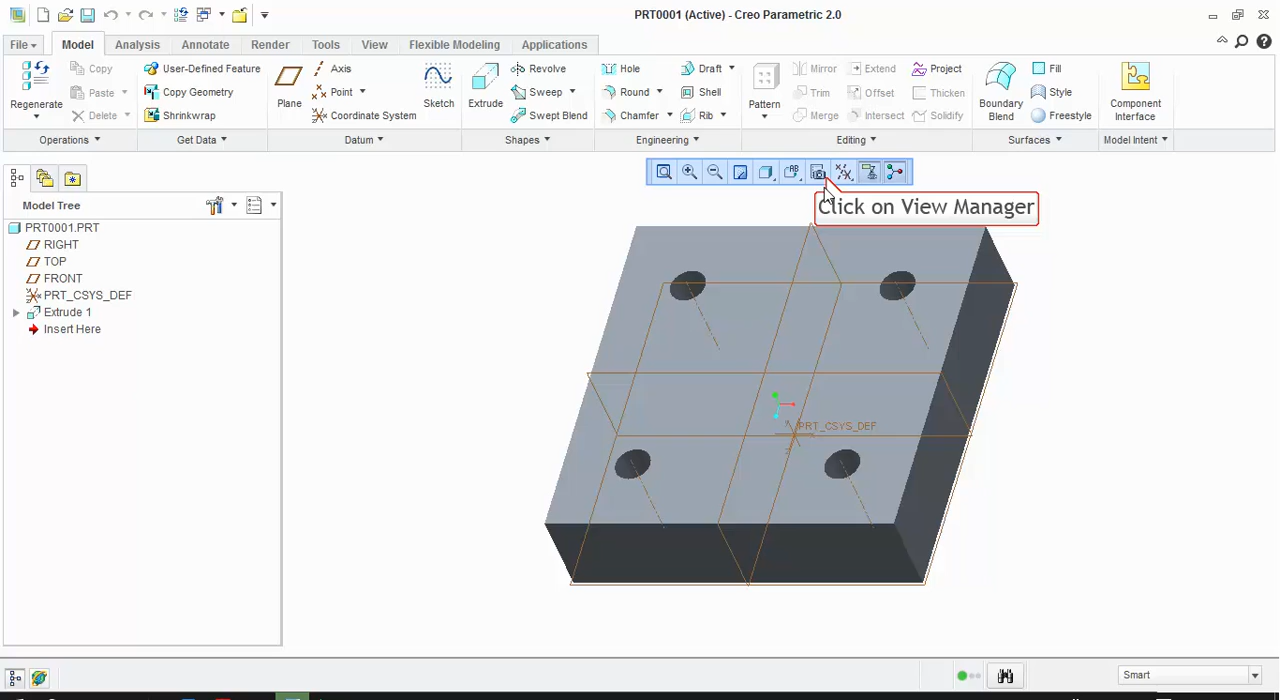 PRT0001 (Active) - Creo Parametric 2.0
File Model Analysis Annotate Render Tools View Flexible Modeling Applications
Regenerate
Copy
Paste
Delete
Operations
User-Defined Feature
Copy Geometry
Shrinkwrap
Get Data
Plane
Axis
Point
Coordinate System
Datum
Sketch
Extrude
Revolve
Sweep
Swept Blend
Shapes
Hole
Round
Chamfer
Draft
Shell
Rib
Engineering
Pattern
Mirror
Trim
Merge
Extend
Offset
Intersect
Project
Thicken
Solidify
Editing
Boundary
Blend
Fill
Style
Freestyle
Surfaces
Component
Interface
Model Intent
Click on View Manager
Model Tree
PRT0001.PRT
RIGHT
TOP
FRONT
PRT_CSYS_DEF
Extrude 1
Insert Here
PRT_CSYS_DEF
Smart